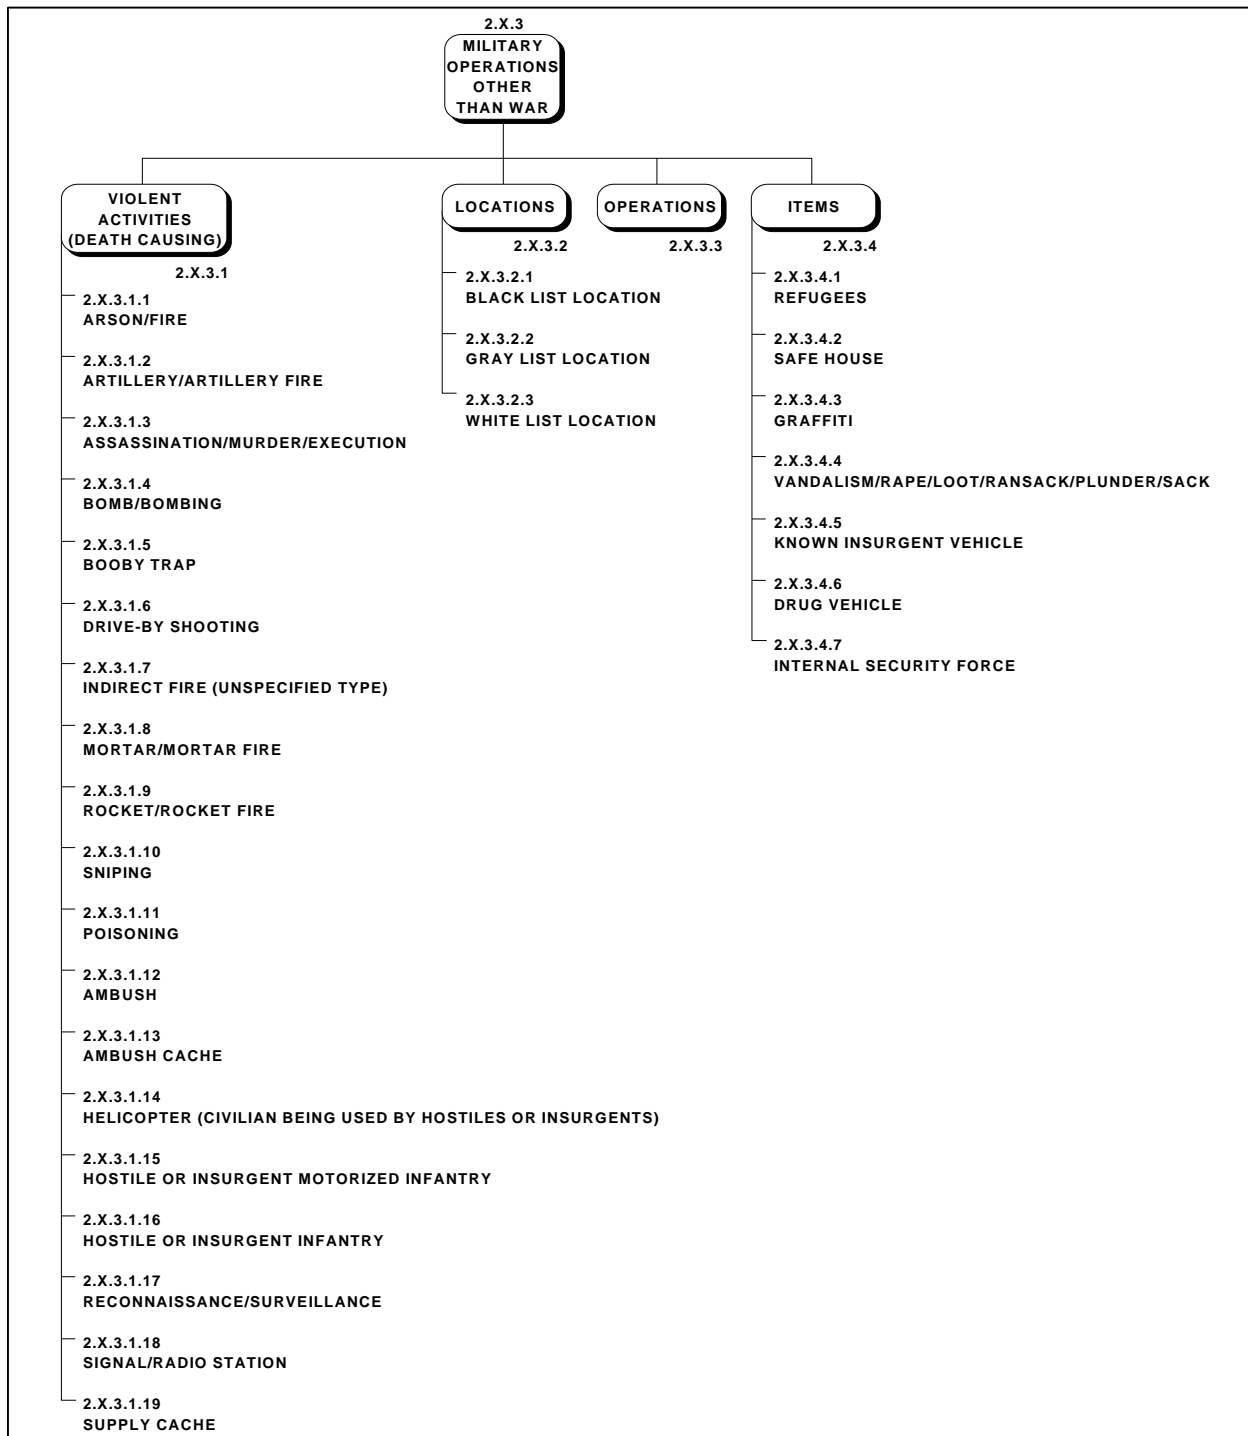 2.X.3
MILITARY
OPERATIONS
OTHER
THAN WAR
VIOLENT
ACTIVITIES
(DEATH CAUSING)
2.X.3.1
2.X.3.1.1
ARSON/FIRE
2.X.3.1.2
ARTILLERY/ARTILLERY FIRE
2.X.3.1.3
ASSASSINATION/MURDER/EXECUTION
2.X.3.1.4
BOMB/BOMBING
2.X.3.1.5
BOOBY TRAP
2.X.3.1.6
DRIVE-BY SHOOTING
2.X.3.1.7
INDIRECT FIRE (UNSPECIFIED TYPE)
2.X.3.1.8
MORTAR/MORTAR FIRE
2.X.3.1.9
ROCKET/ROCKET FIRE
2.X.3.1.10
SNIPING
2.X.3.1.11
POISONING
2.X.3.1.12
AMBUSH
2.X.3.1.13
AMBUSH CACHE
2.X.3.1.14
HELICOPTER (CIVILIAN BEING USED BY HOSTILES OR INSURGENTS)
2.X.3.1.15
HOSTILE OR INSURGENT MOTORIZED INFANTRY
2.X.3.1.16
HOSTILE OR INSURGENT INFANTRY
2.X.3.1.17
RECONNAISSANCE/SURVEILLANCE
2.X.3.1.18
SIGNAL/RADIO STATION
2.X.3.1.19
SUPPLY CACHE
LOCATIONS
2.X.3.2
2.X.3.2.1
BLACK LIST LOCATION
2.X.3.2.2
GRAY LIST LOCATION
2.X.3.2.3
WHITE LIST LOCATION
OPERATIONS
2.X.3.3
ITEMS
2.X.3.4
2.X.3.4.1
REFUGEES
2.X.3.4.2
SAFE HOUSE
2.X.3.4.3
GRAFFITI
2.X.3.4.4
VANDALISM/RAPE/LOOT/RANSACK/PLUNDER/SACK
2.X.3.4.5
KNOWN INSURGENT VEHICLE
2.X.3.4.6
DRUG VEHICLE
2.X.3.4.7
INTERNAL SECURITY FORCE